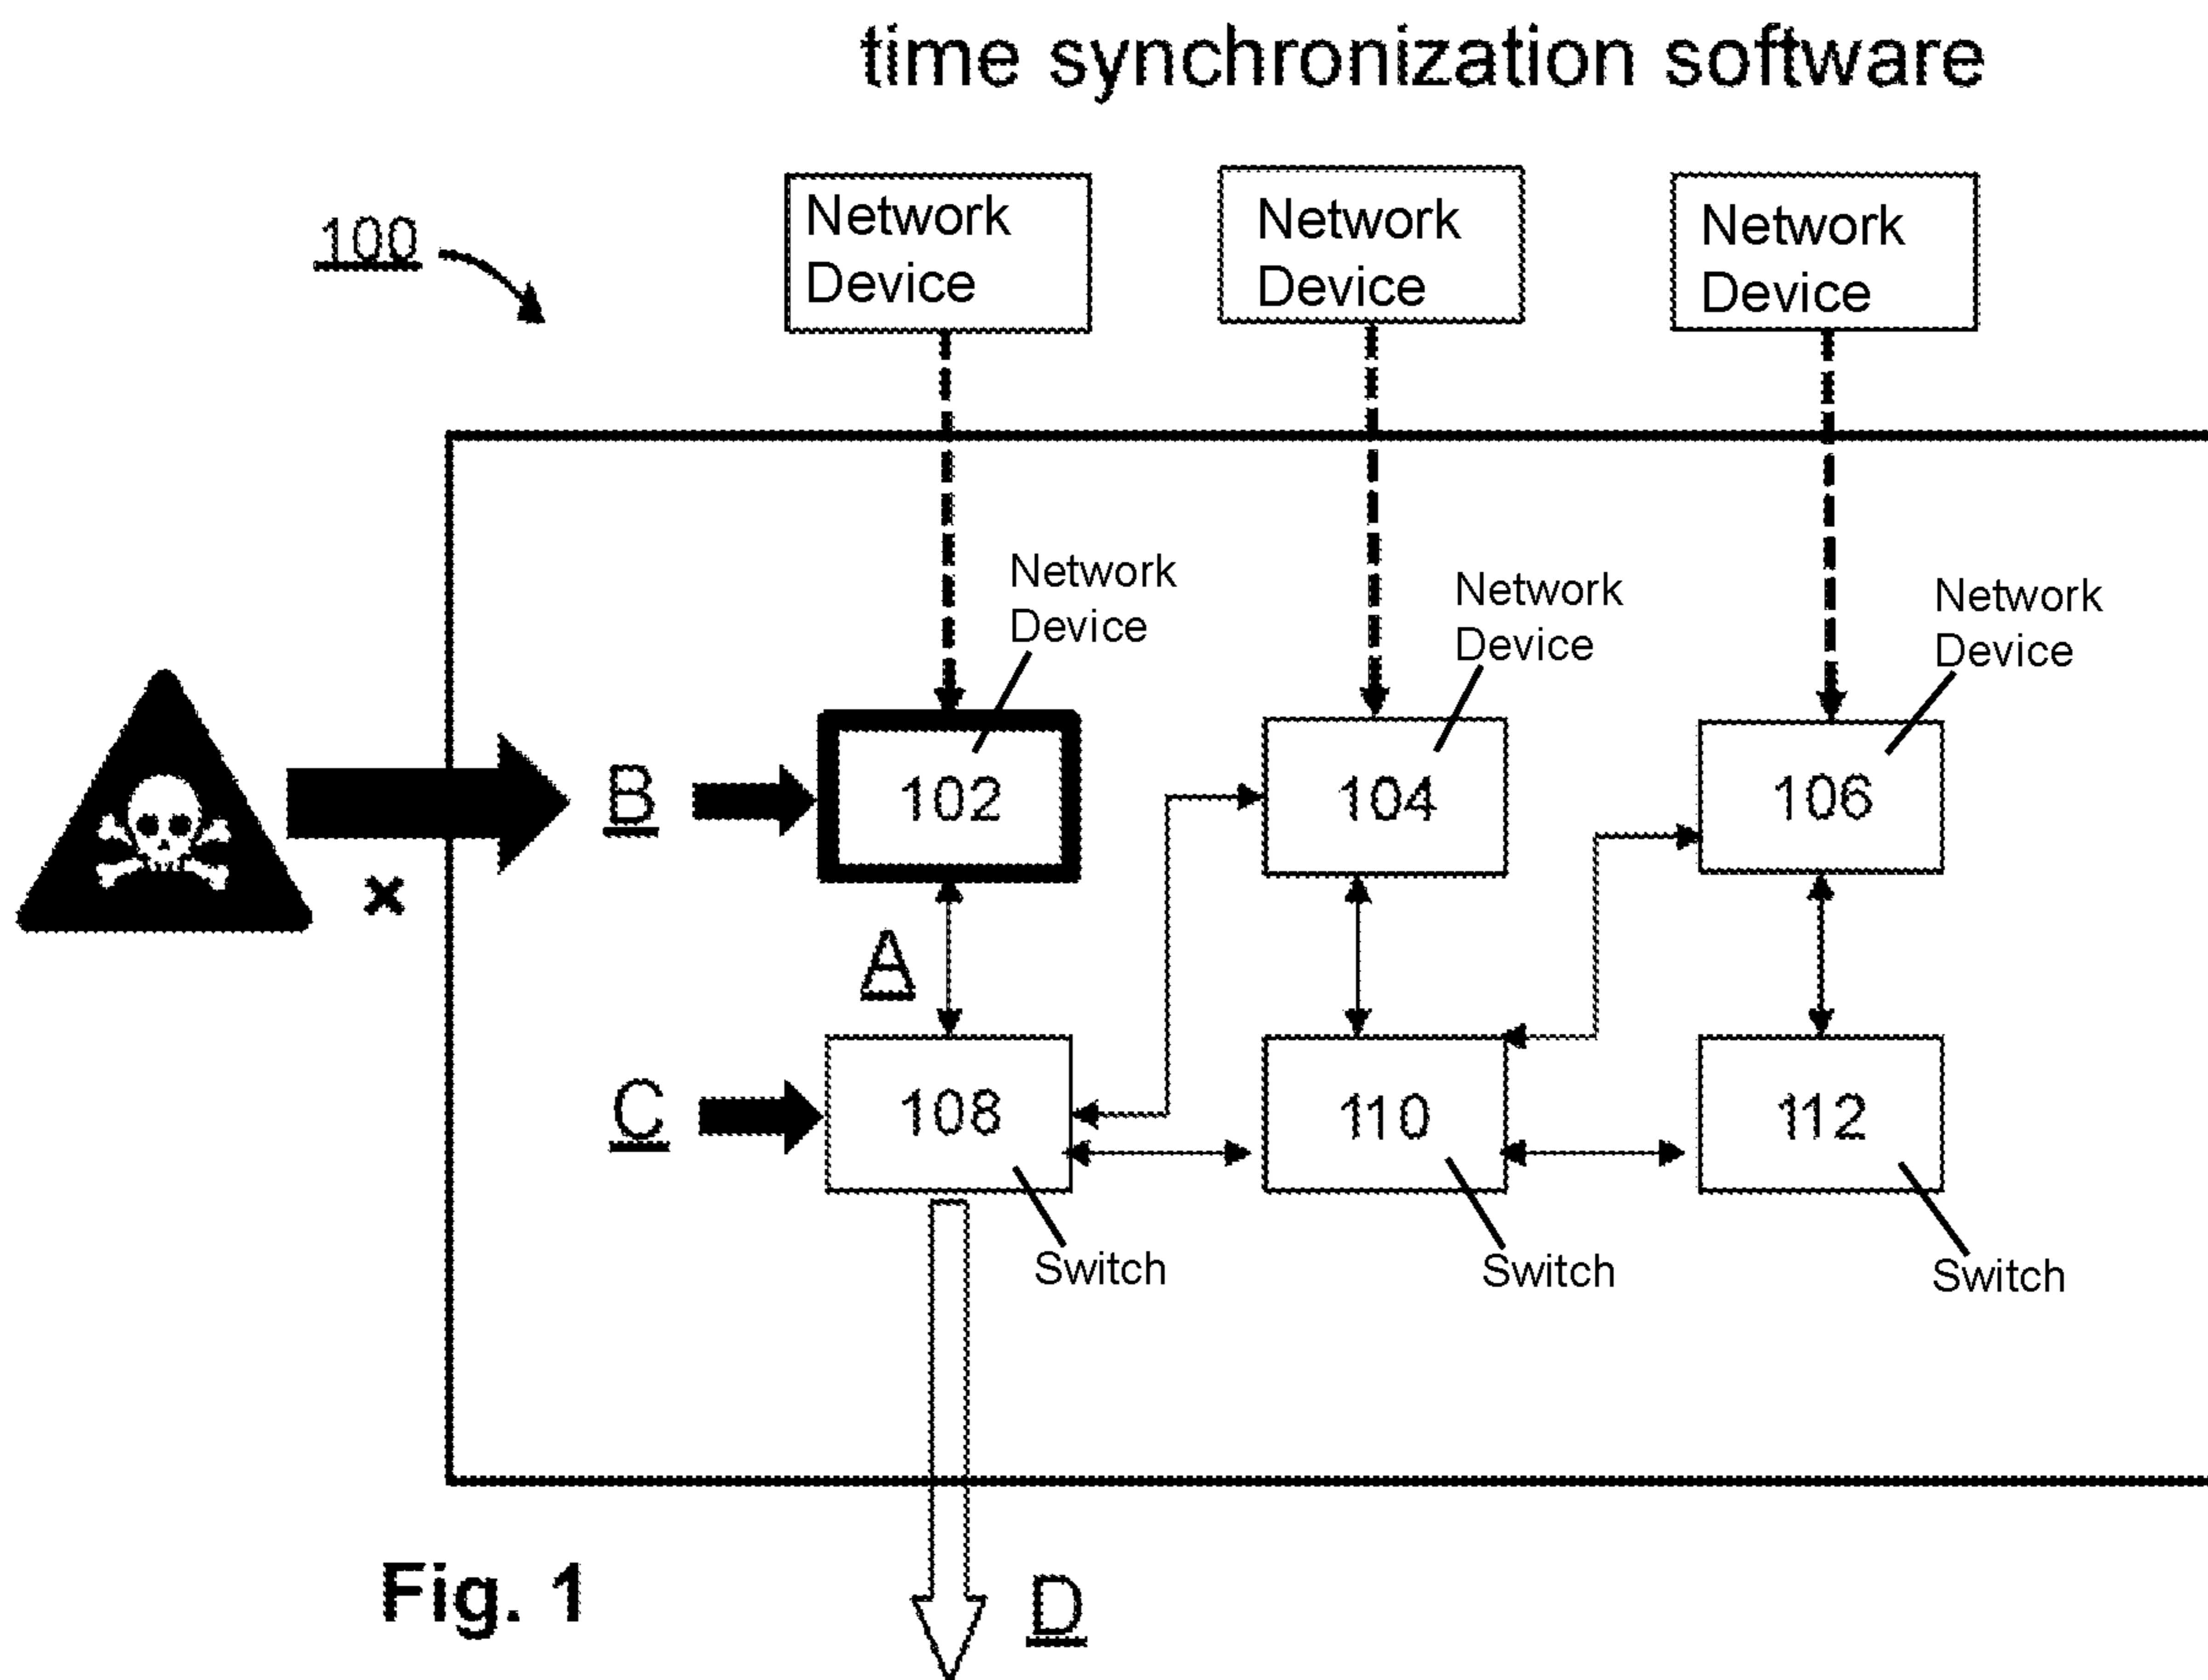 time synchronization software
100
Network
Device
Network
Device
Network
Device
Network
Device
Network
Device
Network
Device
B
102
104
106
x
A
C
108
110
112
Switch
Switch
Switch
Fig. 1
D